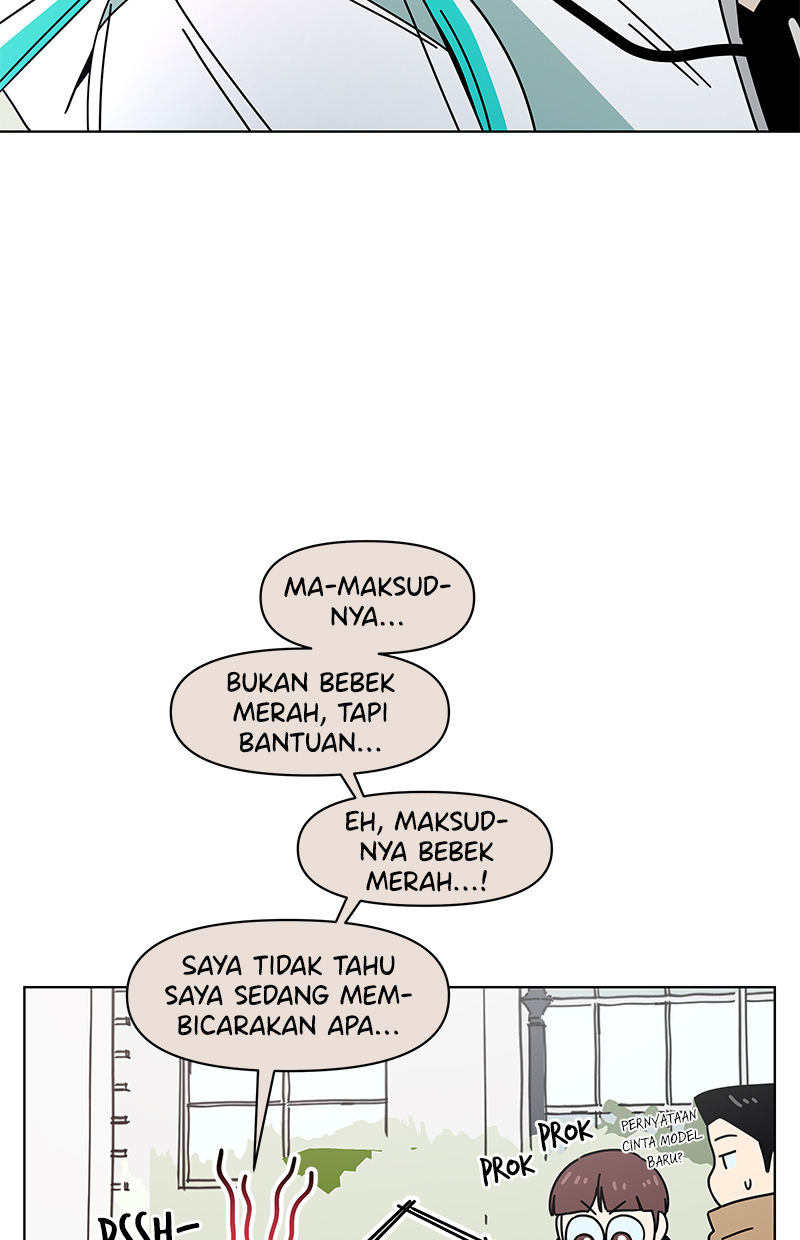 MA-MAKSUD-
NYA...
BUKAN BEBEK
MERAH, TAPI
BANTUAN...
EH, MAKSUD-
NYA BEBEK
MERAH...!
SAYA TIDAK TAHU
SAYA SEDANG MEM-
BICARAKAN APA...
PROK PROK
PERNYATAAN
CINTA MODEL
BARU?
PSSH-